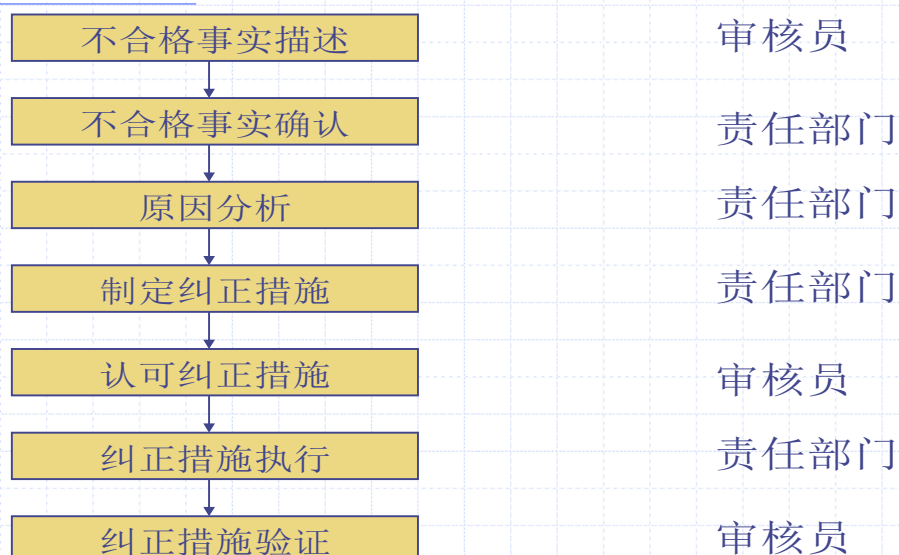 不合格事实描述 审核员
不合格事实确认 责任部门
原因分析 责任部门
制定纠正措施 责任部门
认可纠正措施 审核员
纠正措施执行 责任部门
纠正措施验证 审核员